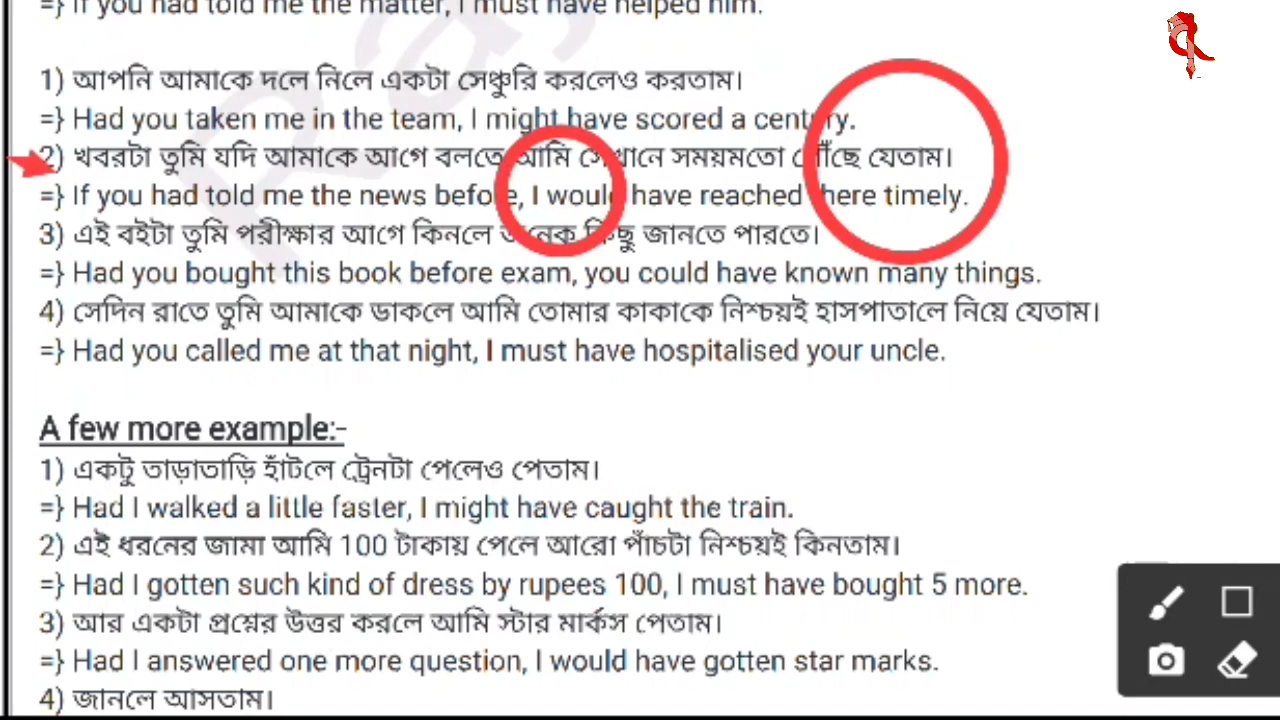 =} If you had told me the matter, I must have helped him.
1) আপনি আমাকে দলে নিলে একটা সেঞ্চুরি করলেও করতাম।
=} Had you taken me in the team, I might have scored a century.
2) খবরটা তুমি যদি আমাকে আগে বলতে আমি সেখানে সময়মতো পৌঁছে যেতাম।
=} If you had told me the news before, I would have reached there timely.
3) এই বইটা তুমি পরীক্ষার আগে কিনলে অনেক কিছু জানতে পারতে।
=} Had you bought this book before exam, you could have known many things.
4) সেদিন রাতে তুমি আমাকে ডাকলে আমি তোমার কাকাকে নিশ্চয়ই হাসপাতালে নিয়ে যেতাম।
=} Had you called me at that night, I must have hospitalised your uncle.
A few more example:-
1) একটু তাড়াতাড়ি হাঁটলে ট্রেনটা পেলেও পেতাম।
=} Had I walked a little faster, I might have caught the train.
2) এই ধরনের জামা আমি 100 টাকায় পেলে আরো পাঁচটা নিশ্চয়ই কিনতাম।
=} Had I gotten such kind of dress by rupees 100, I must have bought 5 more.
3) আর একটা প্রশ্নের উত্তর করলে আমি স্টার মার্কস পেতাম।
=} Had I answered one more question, I would have gotten star marks.
4) জানলে আসতাম।